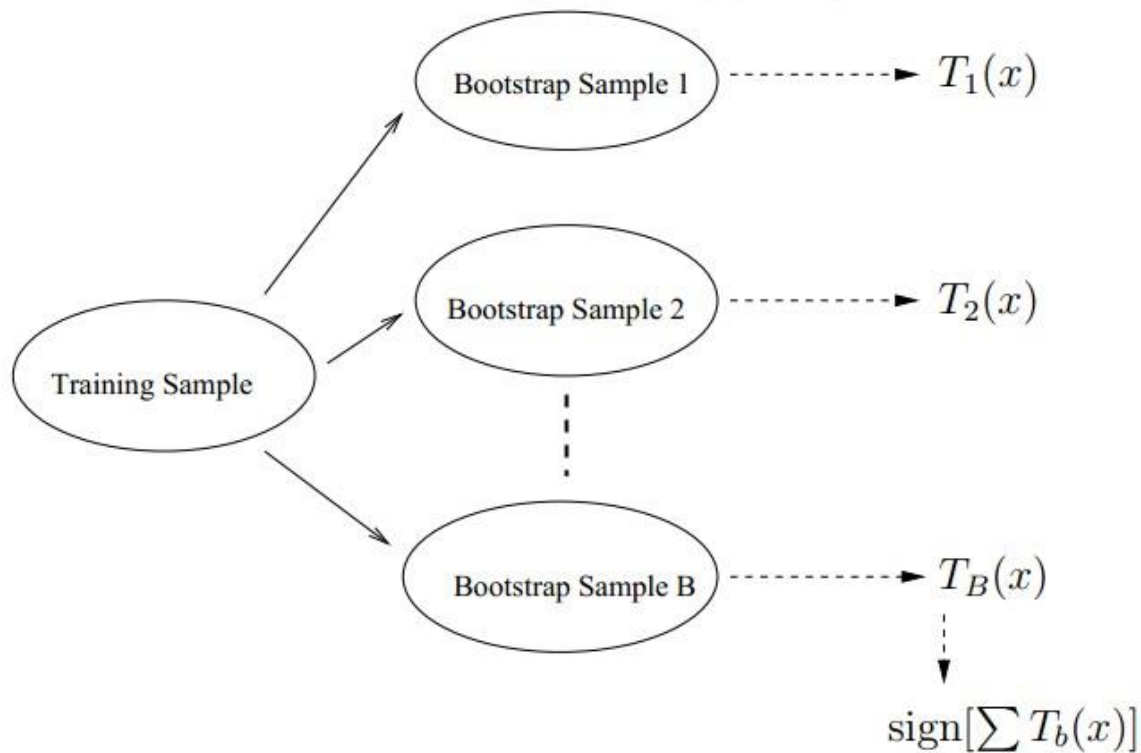 Bootstrap Sample 1
T_1(x)
Bootstrap Sample 2
T_2(x)
Training Sample
Bootstrap Sample B
T_B(x)
sign[∑ T_b(x)]